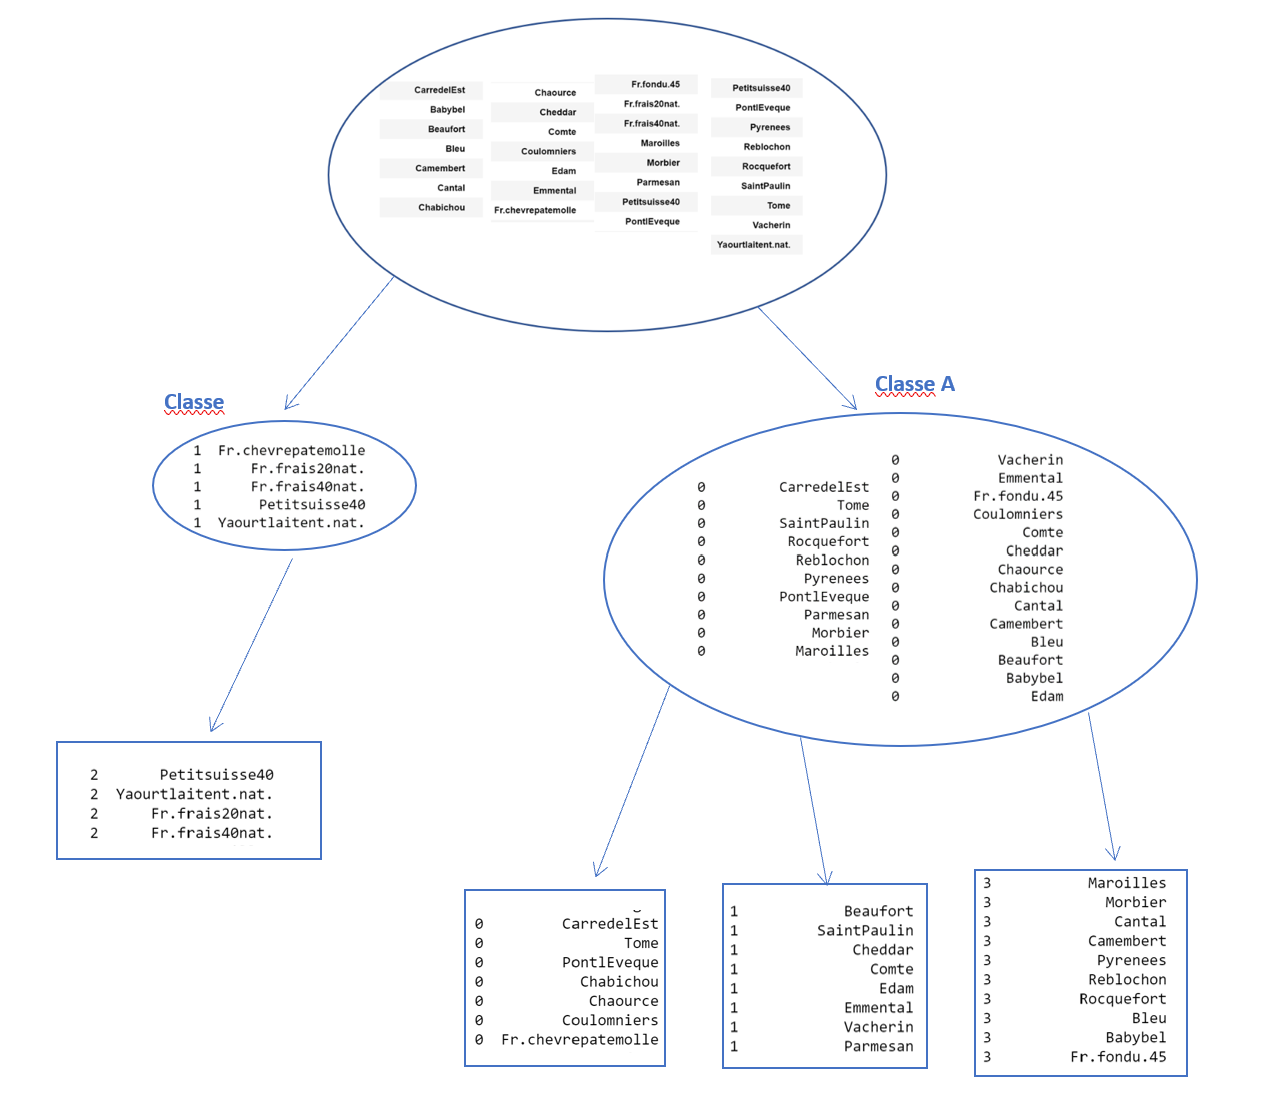 CarredelEst
Babybel
Beaufort
Bleu
Camembert
Cantal
Chabichou
Chaource
Cheddar
Comte
Coulomniers
Edam
Emmental
Fr.chevrepatemolle
Fr.fondu.45
Fr.frais20nat.
Fr.frais40nat.
Maroilles
Morbier
Parmesan
Petitsuisse40
PontlEveque
Petitsuisse40
PontlEveque
Pyrenees
Reblochon
Rocquefort
SaintPaulin
Tome
Vacherin
Yaourtlaitent.nat.
Classe
1 Fr.chevrepatemolle
1 Fr.frais20nat.
1 Fr.frais40nat.
1 Petitsuisse40
1 Yaourtlaitent.nat.
Classe A
0 CarredelEst
0 Tome
0 SaintPaulin
0 Rocquefort
0 Reblochon
0 Pyrenees
0 PontlEveque
0 Parmesan
0 Morbier
0 Maroilles
0 Vacherin
0 Emmental
0 Fr.fondu.45
0 Coulomniers
0 Comte
0 Cheddar
0 Chaource
0 Chabichou
0 Cantal
0 Camembert
0 Bleu
0 Beaufort
0 Babybel
0 Edam
2 Petitsuisse40
2 Yaourtlaitent.nat.
2 Fr.frais20nat.
2 Fr.frais40nat.
0 CarredelEst
0 Tome
0 PontlEveque
0 Chabichou
0 Chaource
0 Coulomniers
0 Fr.chevrepatemolle
1 Beaufort
1 SaintPaulin
1 Cheddar
1 Comte
1 Edam
1 Emmental
1 Vacherin
1 Parmesan
3 Maroilles
3 Morbier
3 Cantal
3 Camembert
3 Pyrenees
3 Reblochon
3 Rocquefort
3 Bleu
3 Babybel
3 Fr.fondu.45